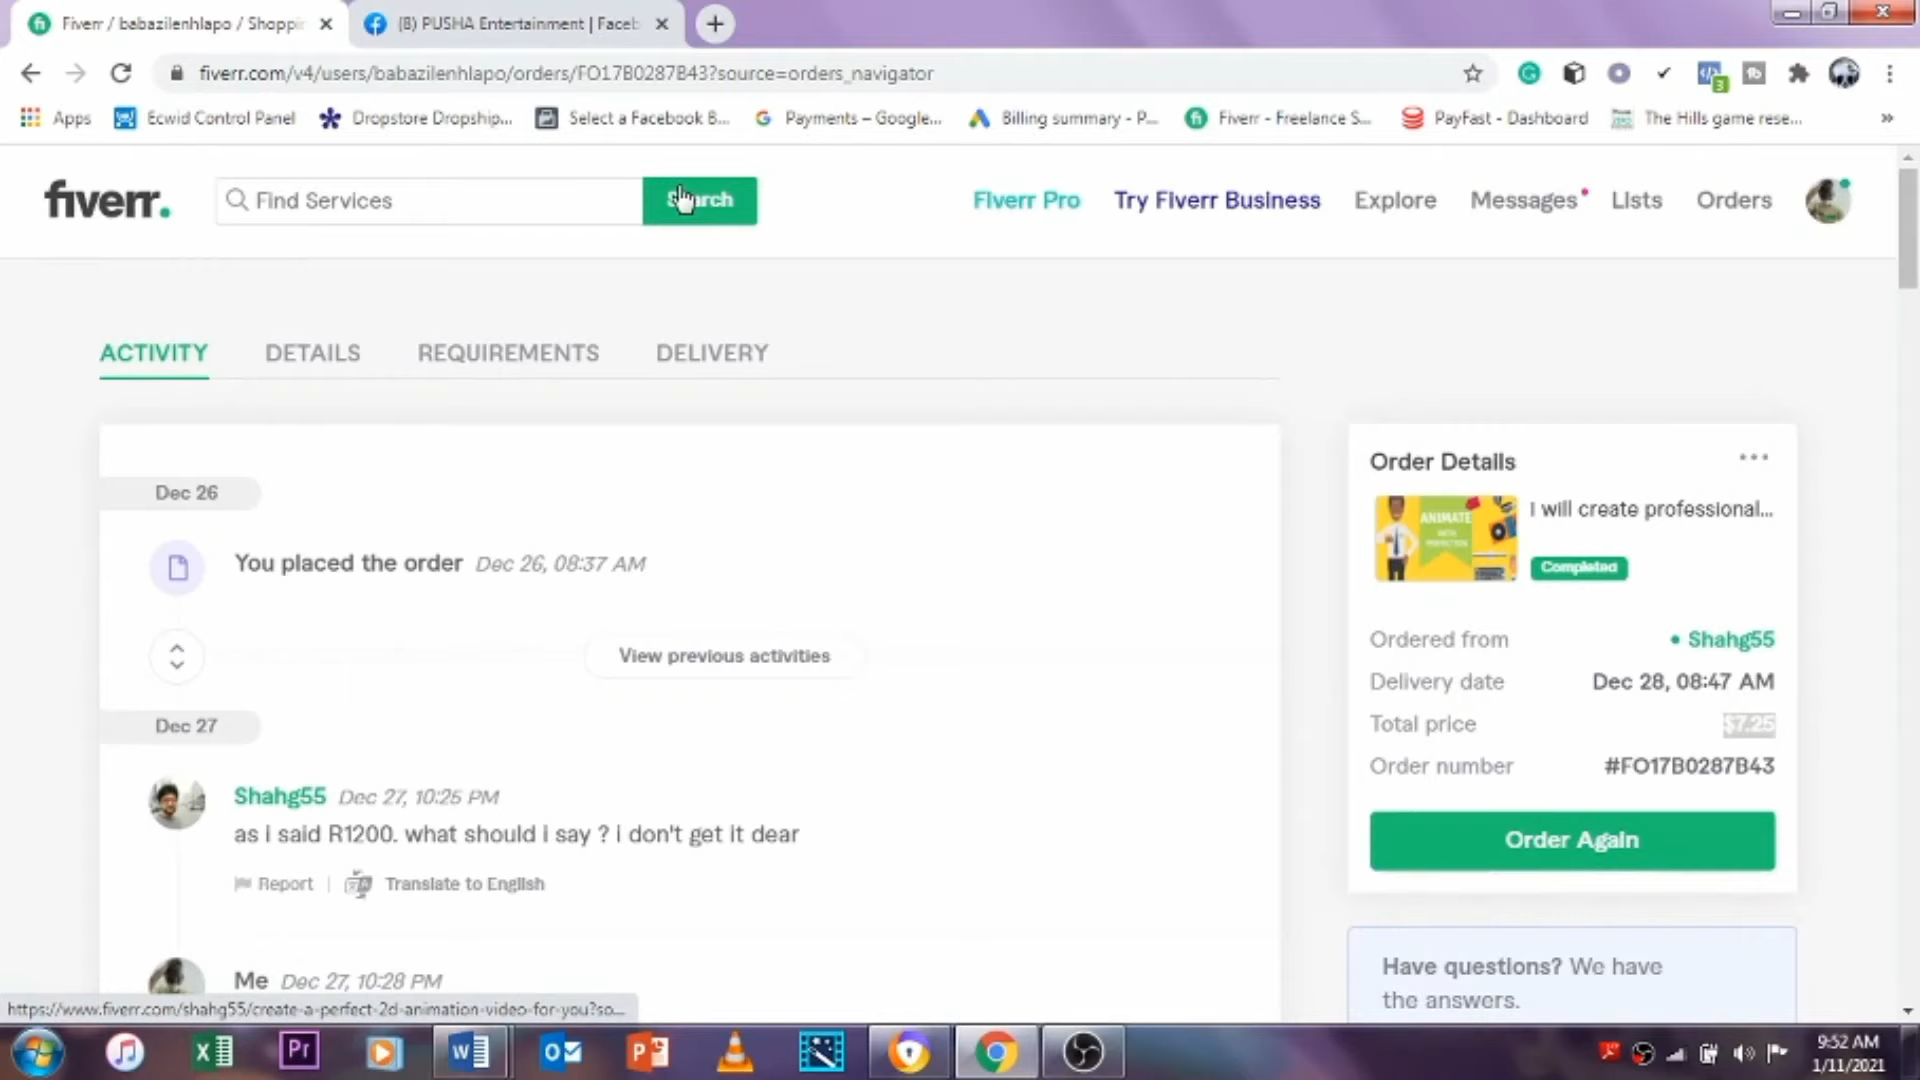 Fiverr / babazilenhlapo / Shoppi
(8) PUSHA Entertainment | Faceb
fiverr.com/v4/users/babazilenhlapo/orders/FO17B0287B43?source=orders_navigator
Apps
Ecwid Control Panel
Dropstore Dropship...
Select a Facebook B...
Payments – Google...
Billing summary - P...
Fiverr - Freelance S...
PayFast - Dashboard
The Hills game rese...
fiverr.
Find Services
Search
Fiverr Pro
Try Fiverr Business
Explore
Messages
Lists
Orders
ACTIVITY
DETAILS
REQUIREMENTS
DELIVERY
Dec 26
You placed the order Dec 26, 08:37 AM
View previous activities
Dec 27
Shahg55 Dec 27, 10:25 PM
as i said R1200. what should i say ? i don't get it dear
Report | Translate to English
Me Dec 27, 10:28 PM
Order Details
ANIMATE
I will create professional...
Completed
Ordered from Shahg55
Delivery date Dec 28, 08:47 AM
Total price $7.25
Order number #FO17B0287B43
Order Again
Have questions? We have
the answers.
https://www.fiverr.com/shahg55/create-a-perfect-2d-animation-video-for-you?so...
9:52 AM
1/11/2021